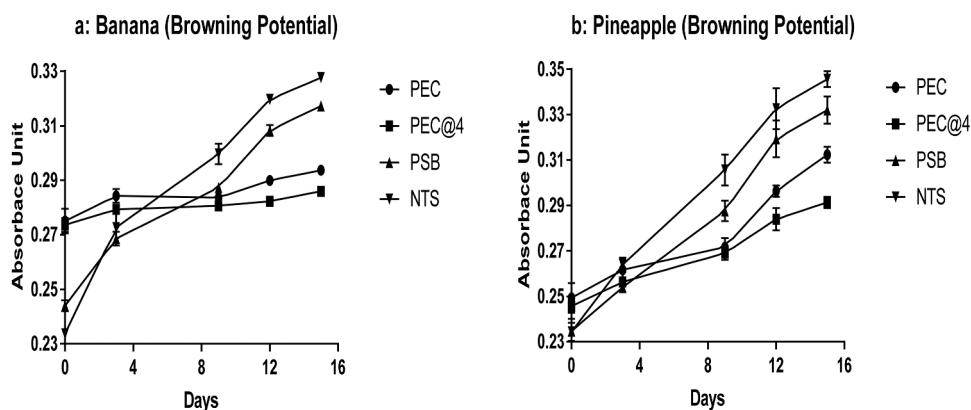 a: Banana (Browning Potential)
Absorbace Unit
0.33
0.31
0.29
0.27
0.25
0.23
0
4
8
12
16
Days
PEC
PEC@4
PSB
NTS
b: Pineapple (Browning Potential)
Absorbace Unit
0.35
0.33
0.31
0.29
0.27
0.25
0.23
0
4
8
12
16
Days
PEC
PEC@4
PSB
NTS